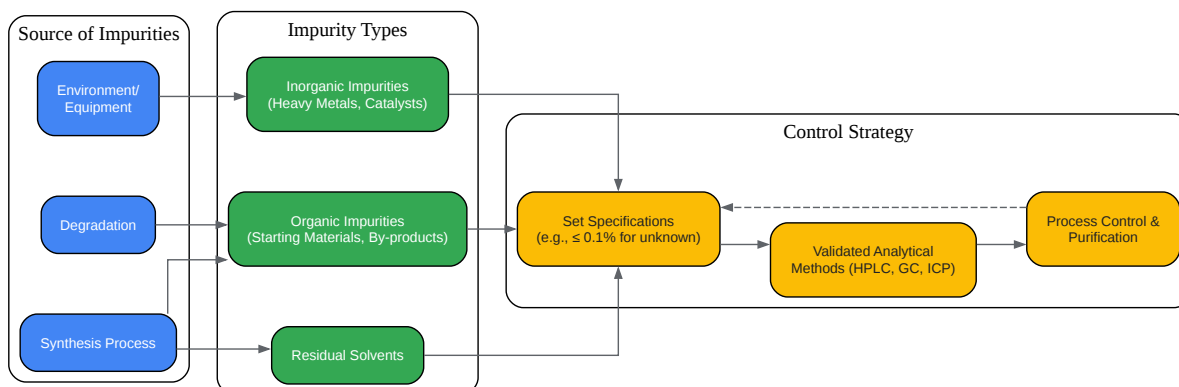 Source of Impurities
Environment/
Equipment
Degradation
Synthesis Process
Impurity Types
Inorganic Impurities
(Heavy Metals, Catalysts)
Organic Impurities
(Starting Materials, By-products)
Residual Solvents
Control Strategy
Set Specifications
(e.g., ≤ 0.1% for unknown)
Validated Analytical
Methods (HPLC, GC, ICP)
Process Control &
Purification